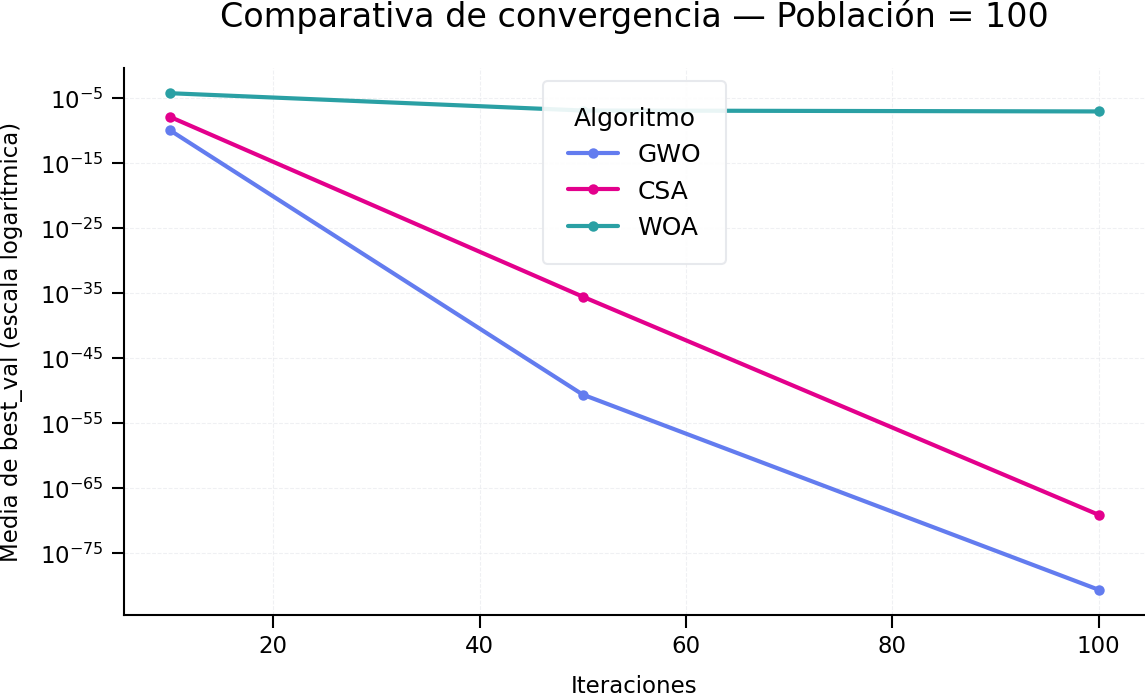 Comparativa de convergencia — Población = 100
Media de best_val (escala logarítmica)
10⁻⁵
10⁻¹⁵
10⁻²⁵
10⁻³⁵
10⁻⁴⁵
10⁻⁵⁵
10⁻⁶⁵
10⁻⁷⁵
Algoritmo
GWO
CSA
WOA
20 40 60 80 100
Iteraciones